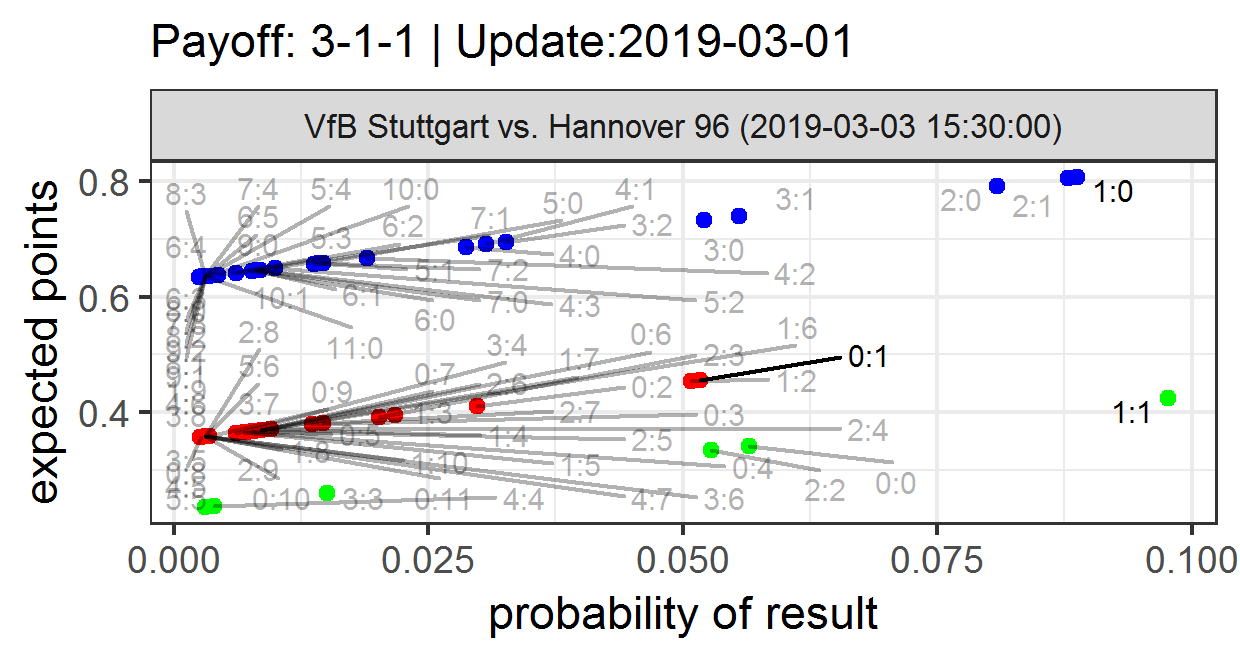 Payoff: 3-1-1 | Update:2019-03-01
VfB Stuttgart vs. Hannover 96 (2019-03-03 15:30:00)
expected points
0.8
0.6
0.4
8:3 7:4 5:4 10:0 4:1 3:1 2:0 2:1 1:0
6:5 7:1 5:0
6:4 9:0 5:3 6:2 3:2 3:0
5:1 7:2 4:0 4:2
10:1 6:1 7:0 4:3 5:2
6:0
2:8 11:0 3:4 0:6 1:6
5:6 0:7 1:7 2:3 0:1
9:1
1:9 0:9 2:6 0:2 1:2
3:8 3:7 1:3 2:7 0:3 1:1
0:5 1:4 2:5 2:4
1:8 1:10 1:5 0:4
0:8 2:9 2:2 0:0
0:10 3:3 0:11 4:4 4:7 3:6
0.000 0.025 0.050 0.075 0.100
probability of result